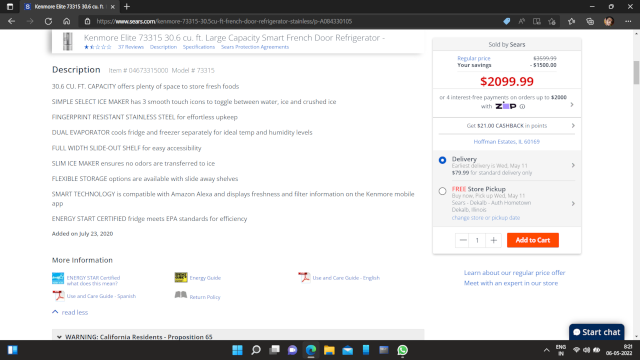 Kenmore Elite 73315 30.6 cu. ft.
https://www.sears.com/kenmore-73315-30.5cu-ft-french-door-refrigerator-stainless/p-A084330105
Kenmore Elite 73315 30.6 cu. ft. Large Capacity Smart French Door Refrigerator -
37 Reviews Description Specifications Sears Protection Agreements
Description Item # 04673315000 Model # 73315
30.6 CU. FT. CAPACITY offers plenty of space to store fresh foods
SIMPLE SELECT ICE MAKER has 3 smooth touch icons to toggle between water, ice and crushed ice
FINGERPRINT RESISTANT STAINLESS STEEL for effortless upkeep
DUAL EVAPORATOR cools fridge and freezer separately for ideal temp and humidity levels
FULL WIDTH SLIDE-OUT SHELF for easy accessibility
SLIM ICE MAKER ensures no odors are transferred to ice
FLEXIBLE STORAGE options are available with slide away shelves
SMART TECHNOLOGY is compatible with Amazon Alexa and displays freshness and filter information on the Kenmore mobile
app
ENERGY START CERTIFIED fridge meets EPA standards for efficiency
Added on July 23, 2020
More Information
ENERGY STAR Certified
what does this mean?
Energy Guide
Use and Care Guide - English
Use and Care Guide - Spanish
Return Policy
read less
WARNING: California Residents - Proposition 65
Sold by Sears
Regular price $3599.99
Your savings - $1500.00
$2099.99
or 4 interest-free payments on orders up to $2000
with ZIP
Get $21.00 CASHBACK in points
Hoffman Estates, IL 60169
Delivery
Earliest delivery is Wed, May 11
$79.99 for standard delivery only
FREE Store Pickup
Buy now, Pick up Wed, May 11
Sears - Dekalb - Auth Hometown
Dekalb, Illinois
change store or pickup date
1
Add to Cart
Learn about our regular price offer
Meet with an expert in our store
Start chat
ENG
IN
8:21
06-05-2022